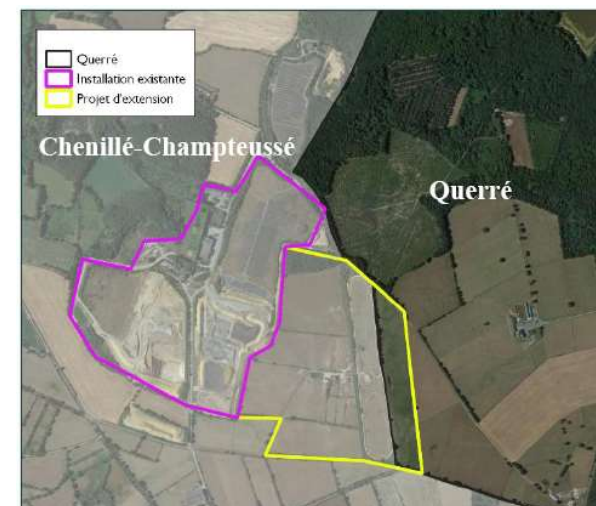 Querré
Installation existante
Projet d'extension
Chenillé-Champteussé
Querré